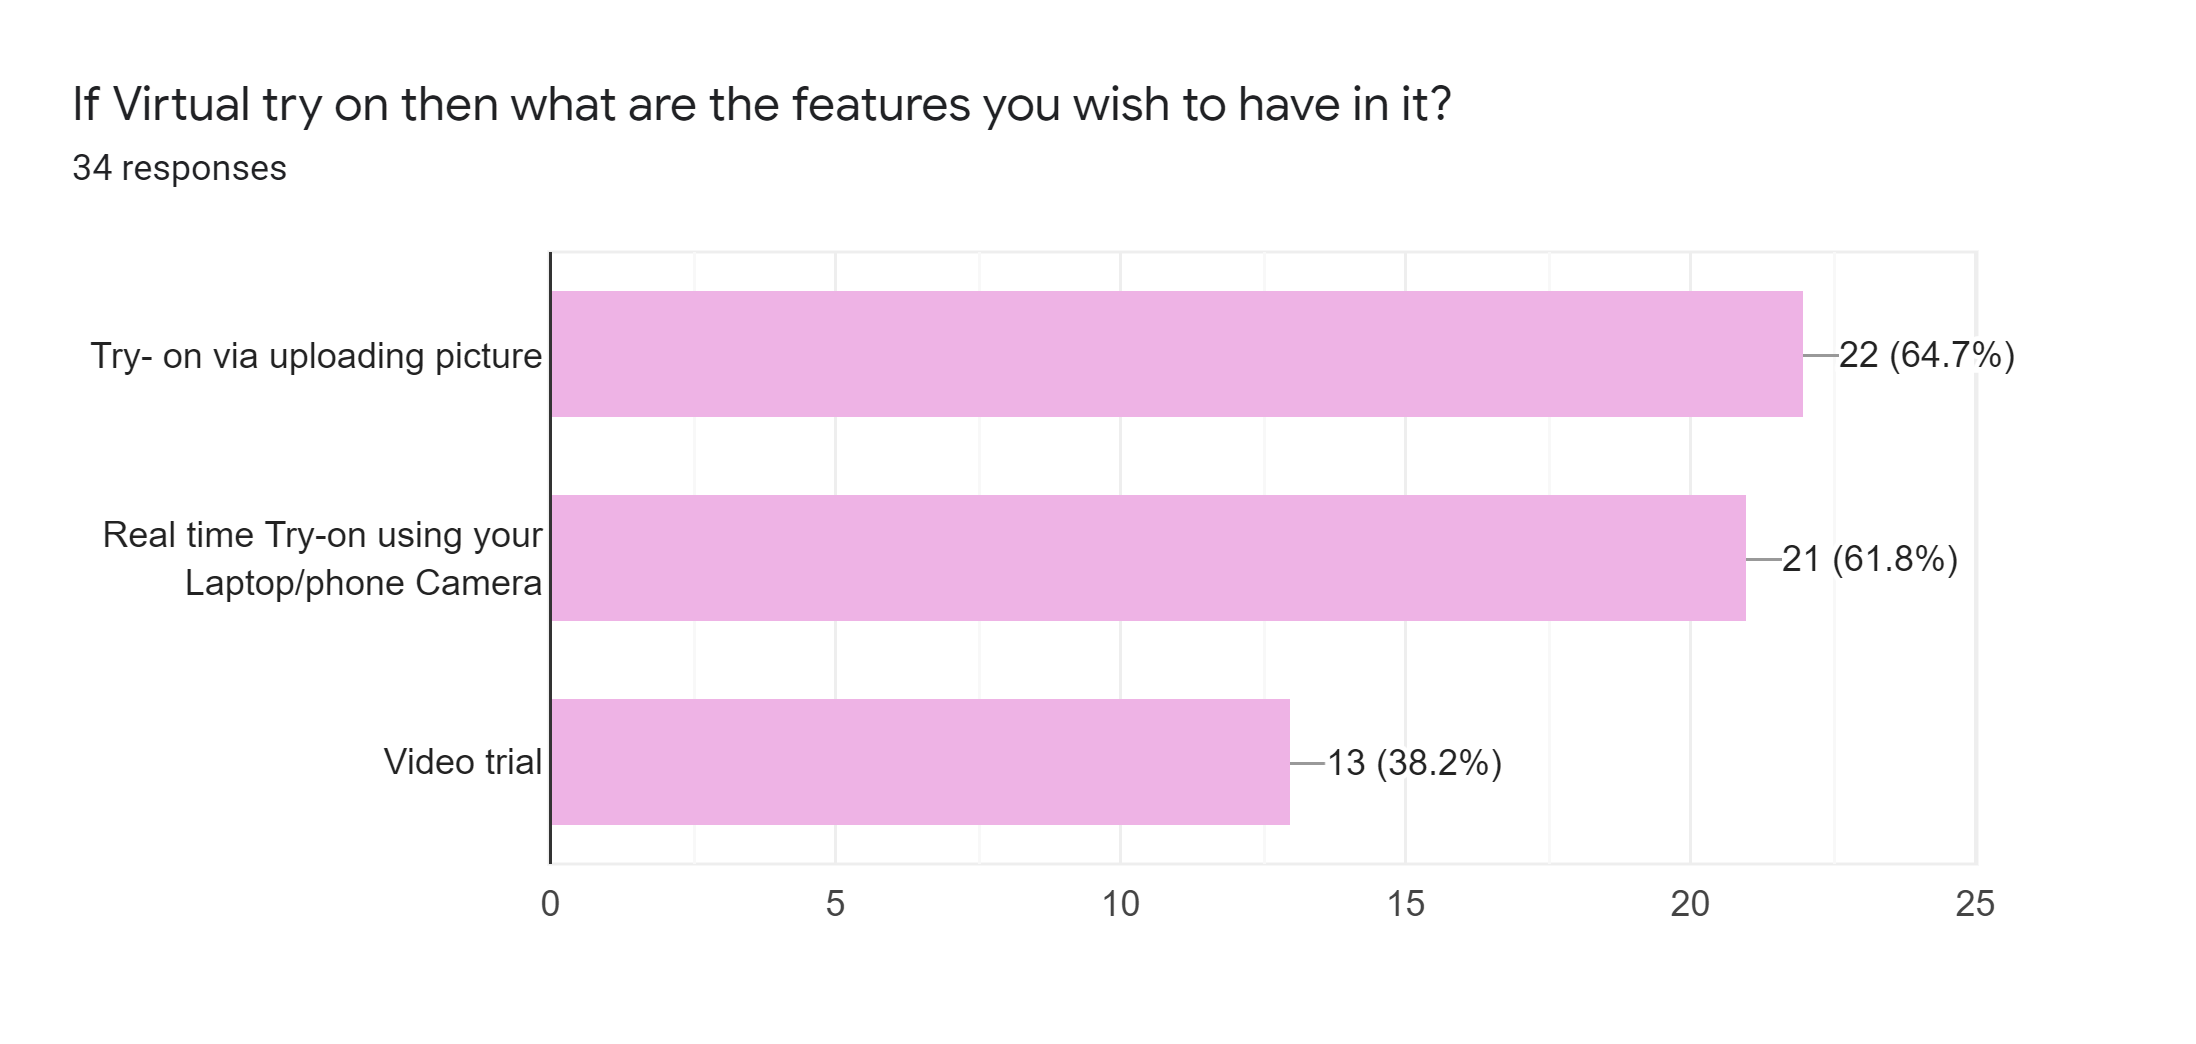 If Virtual try on then what are the features you wish to have in it?
34 responses
Try- on via uploading picture
22 (64.7%)
Real time Try-on using your
Laptop/phone Camera
21 (61.8%)
Video trial
13 (38.2%)
0 5 10 15 20 25